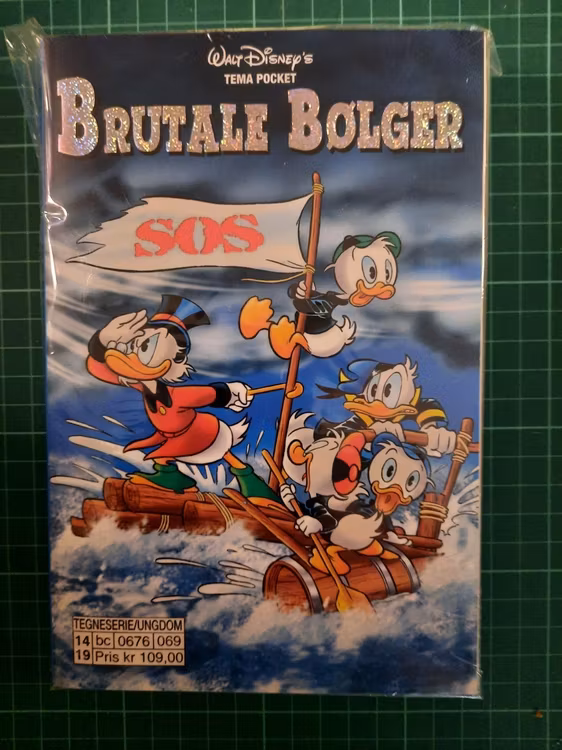 WALT DISNEY'S
TEMA POCKET
BRUTALE BØLGER
SOS
TEGNESERIE/UNGDOM
14 bc 0676 069
19 Pris kr 109,00